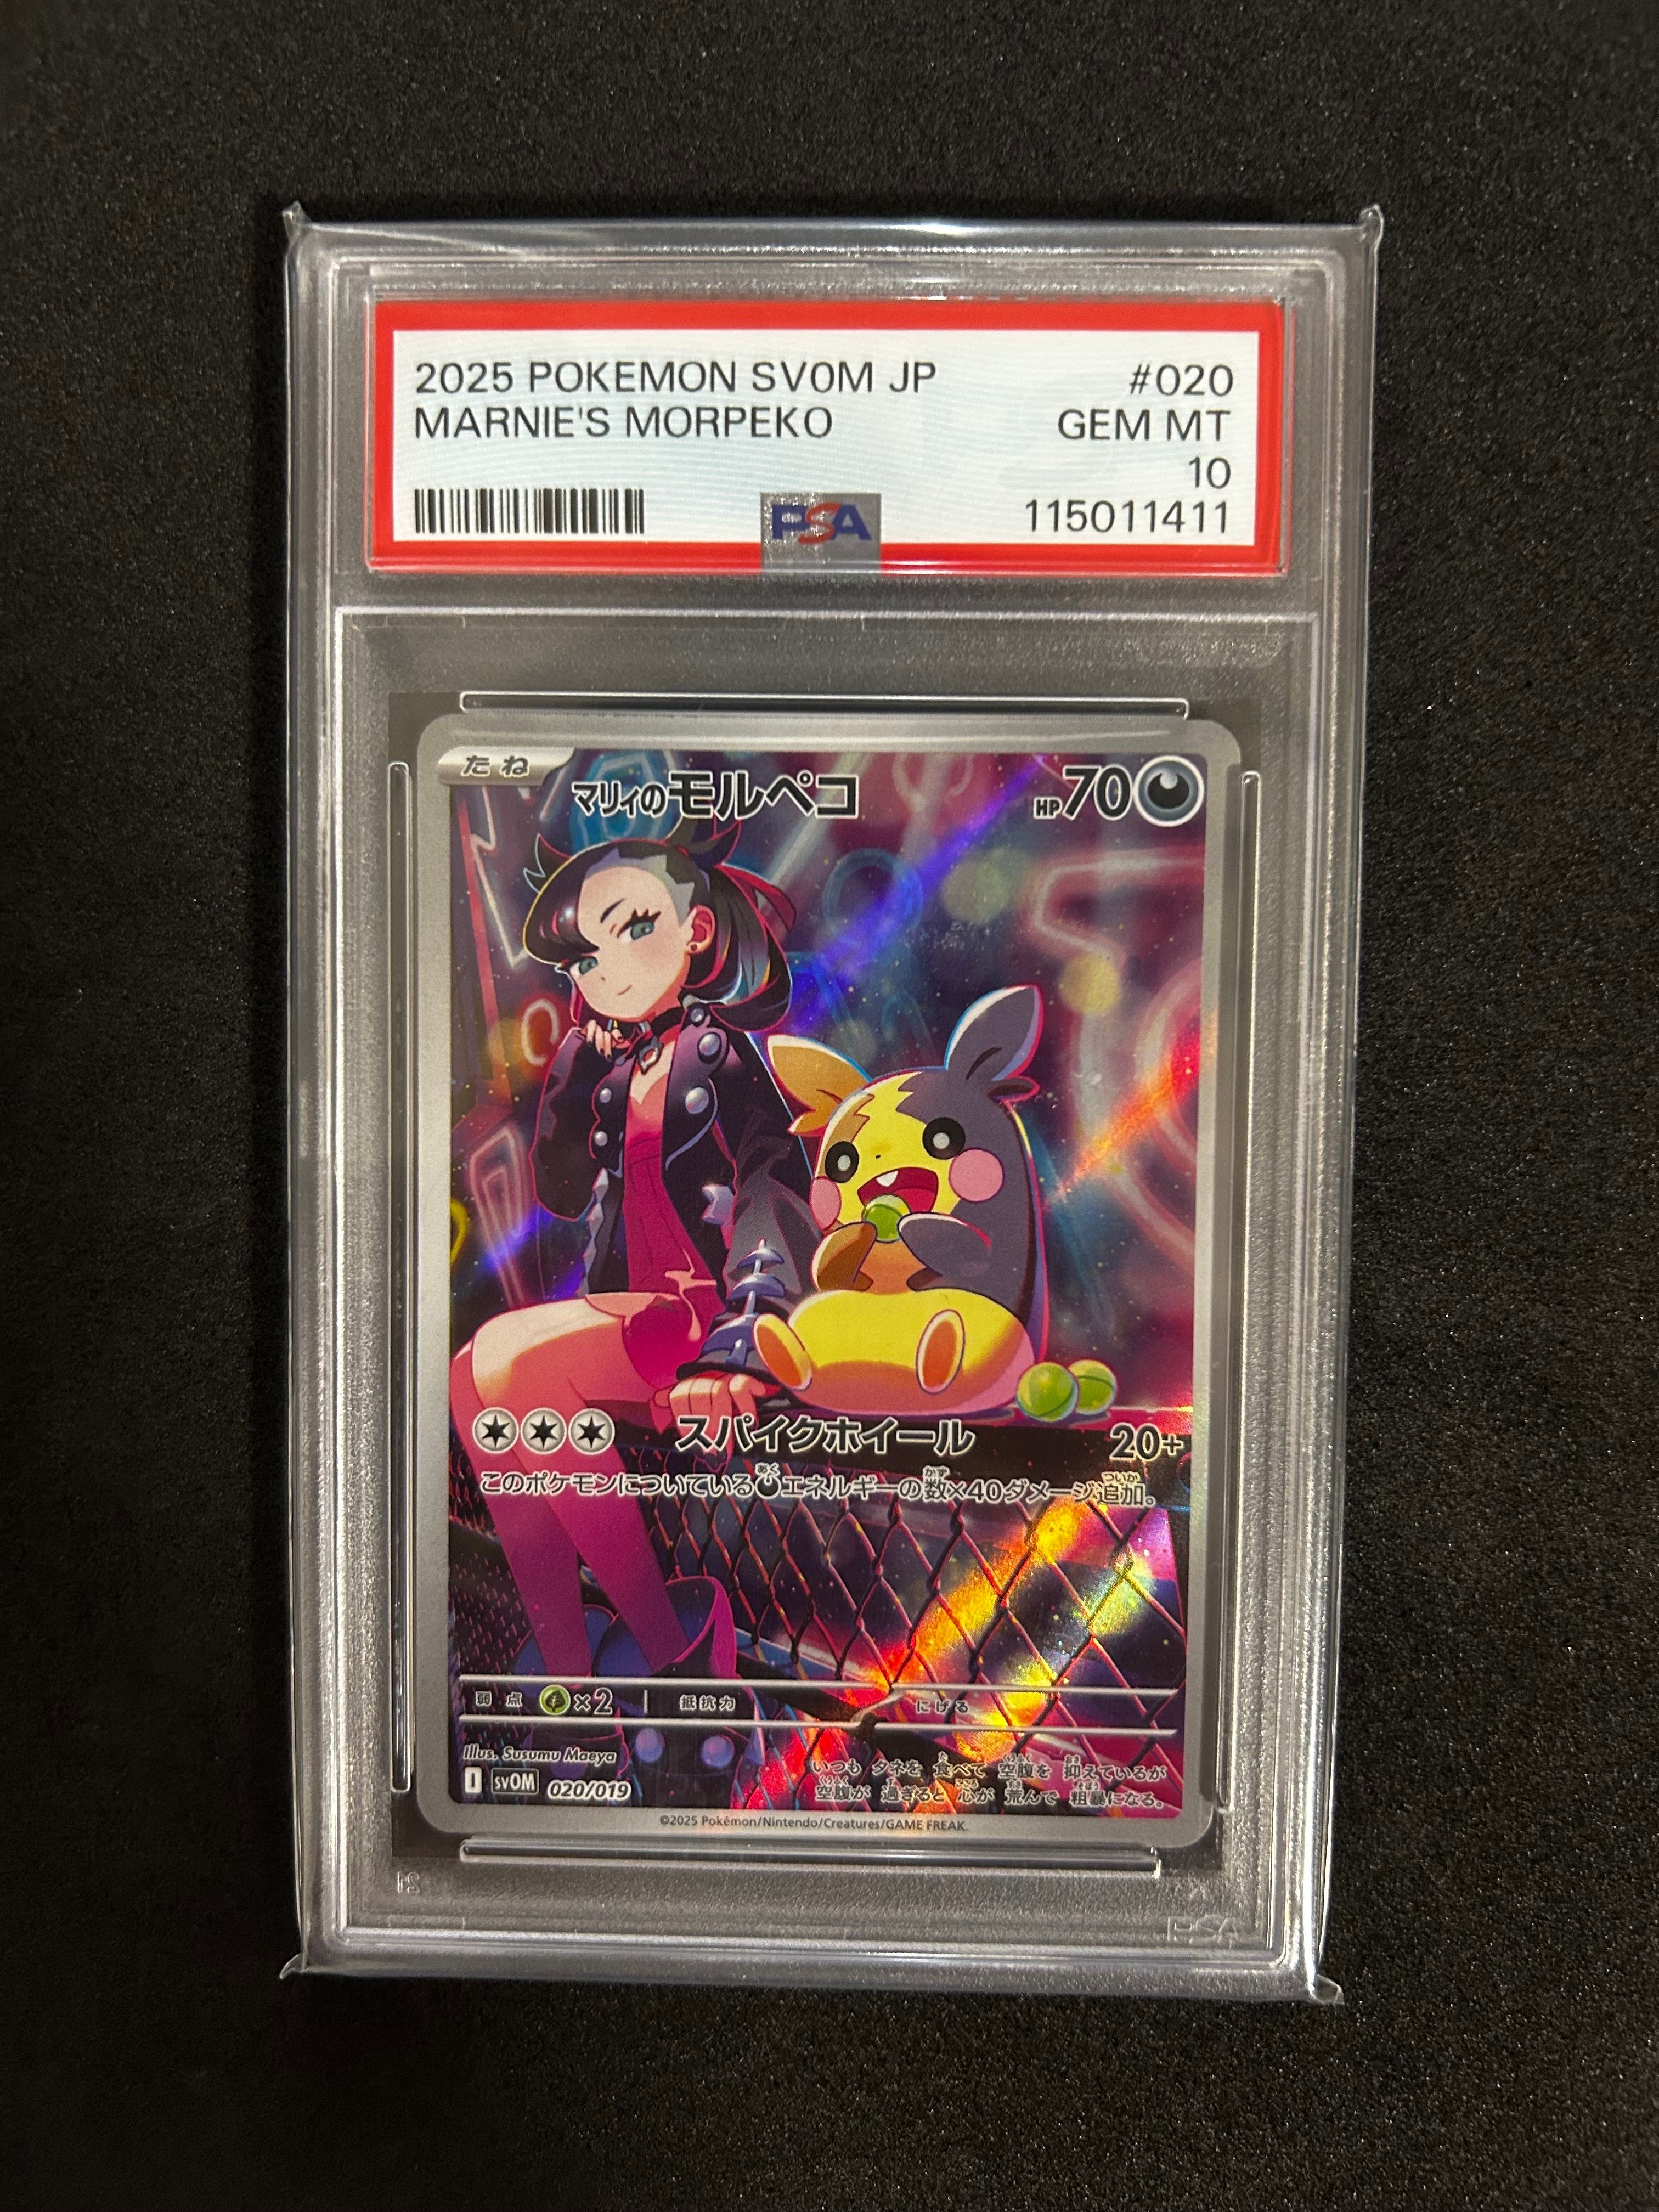 2025 POKEMON SV0M JP #020
MARNIE'S MORPEKO GEM MT
10
PSA 115011411
たね
マリィのモルペコ HP70
スパイクホイール 20+
このポケモンについているエネルギーの数×40ダメージ追加。
弱点 ×2 抵抗力 にげる
Illus. Susumu Maeya
I svOM 020/019
いつも タネを 食べて 空腹を 抑えているが
空腹が 過ぎると 心が 荒んで 粗暴になる。
©2025 Pokémon/Nintendo/Creatures/GAME FREAK.
PSA